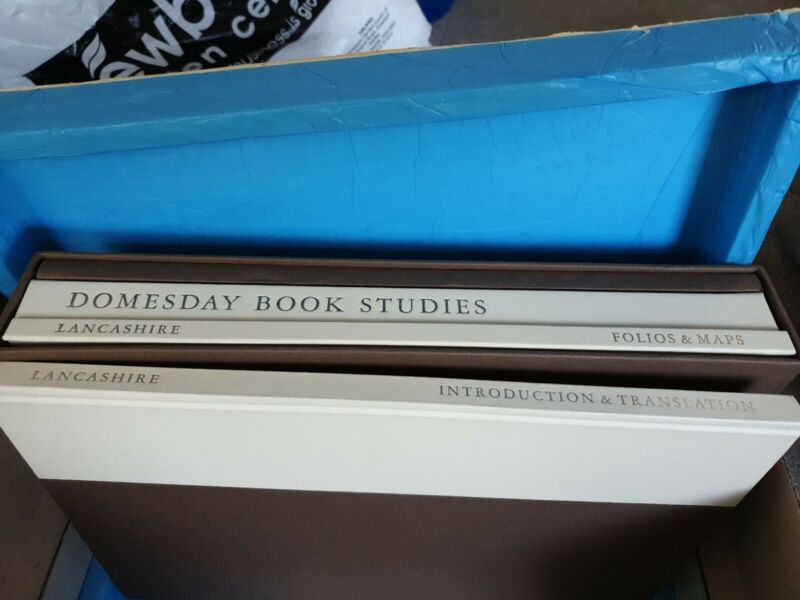 DOMESDAY BOOK STUDIES
LANCASHIRE FOLIOS & MAPS
LANCASHIRE INTRODUCTION & TRANSLATION